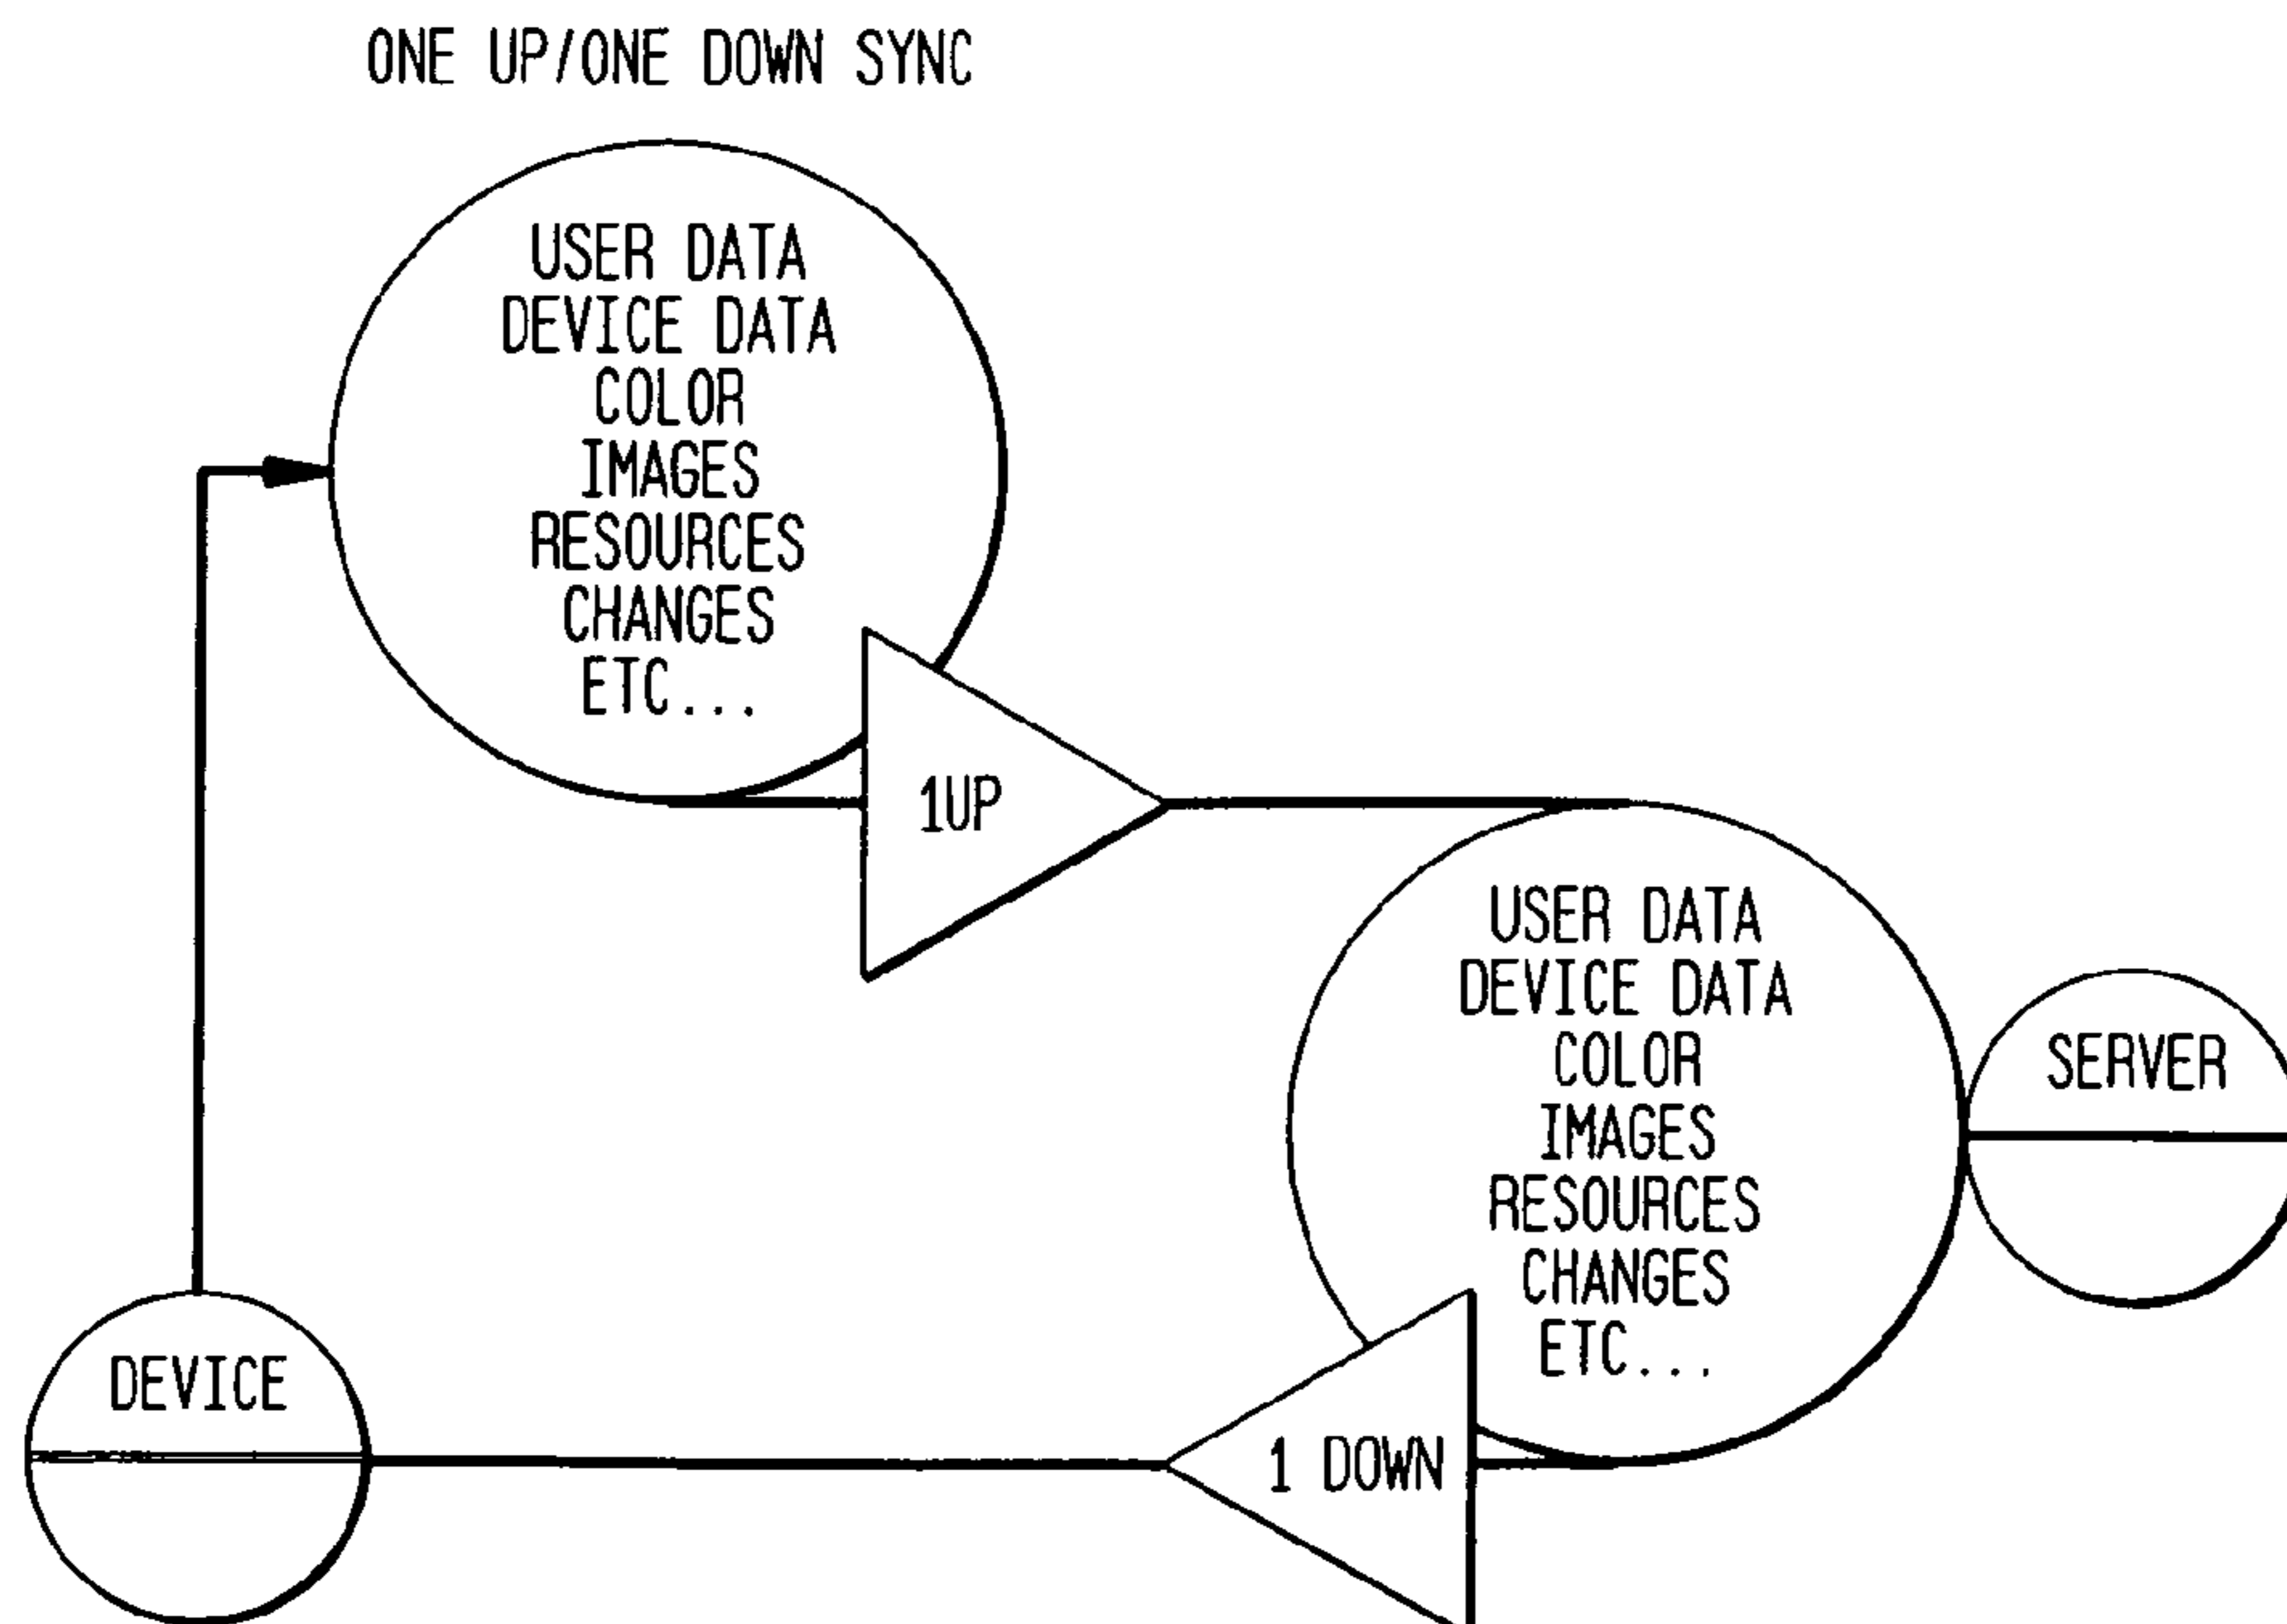 ONE UP/ONE DOWN SYNC
USER DATA
DEVICE DATA
COLOR
IMAGES
RESOURCES
CHANGES
ETC...
1UP
USER DATA
DEVICE DATA
COLOR
IMAGES
RESOURCES
CHANGES
ETC...
SERVER
DEVICE
1 DOWN